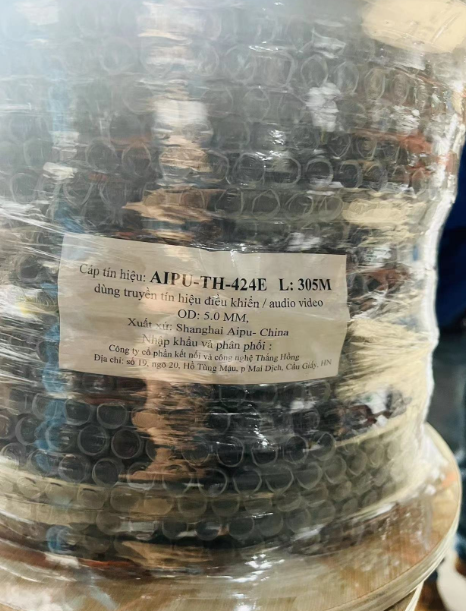 Cáp tín hiệu: AIPU-TH-424E L: 305M
dùng truyền tín hiệu điều khiển / audio video
OD: 5.0 MM.
Xuất xứ: Shanghai Aipu- China
Nhập khẩu và phân phối :
Công ty cổ phần kết nối và công nghệ Thăng Hồng
Địa chỉ: số 19, ngõ 20, Hồ Tùng Mậu, p Mai Dịch, Cầu Giấy, HN